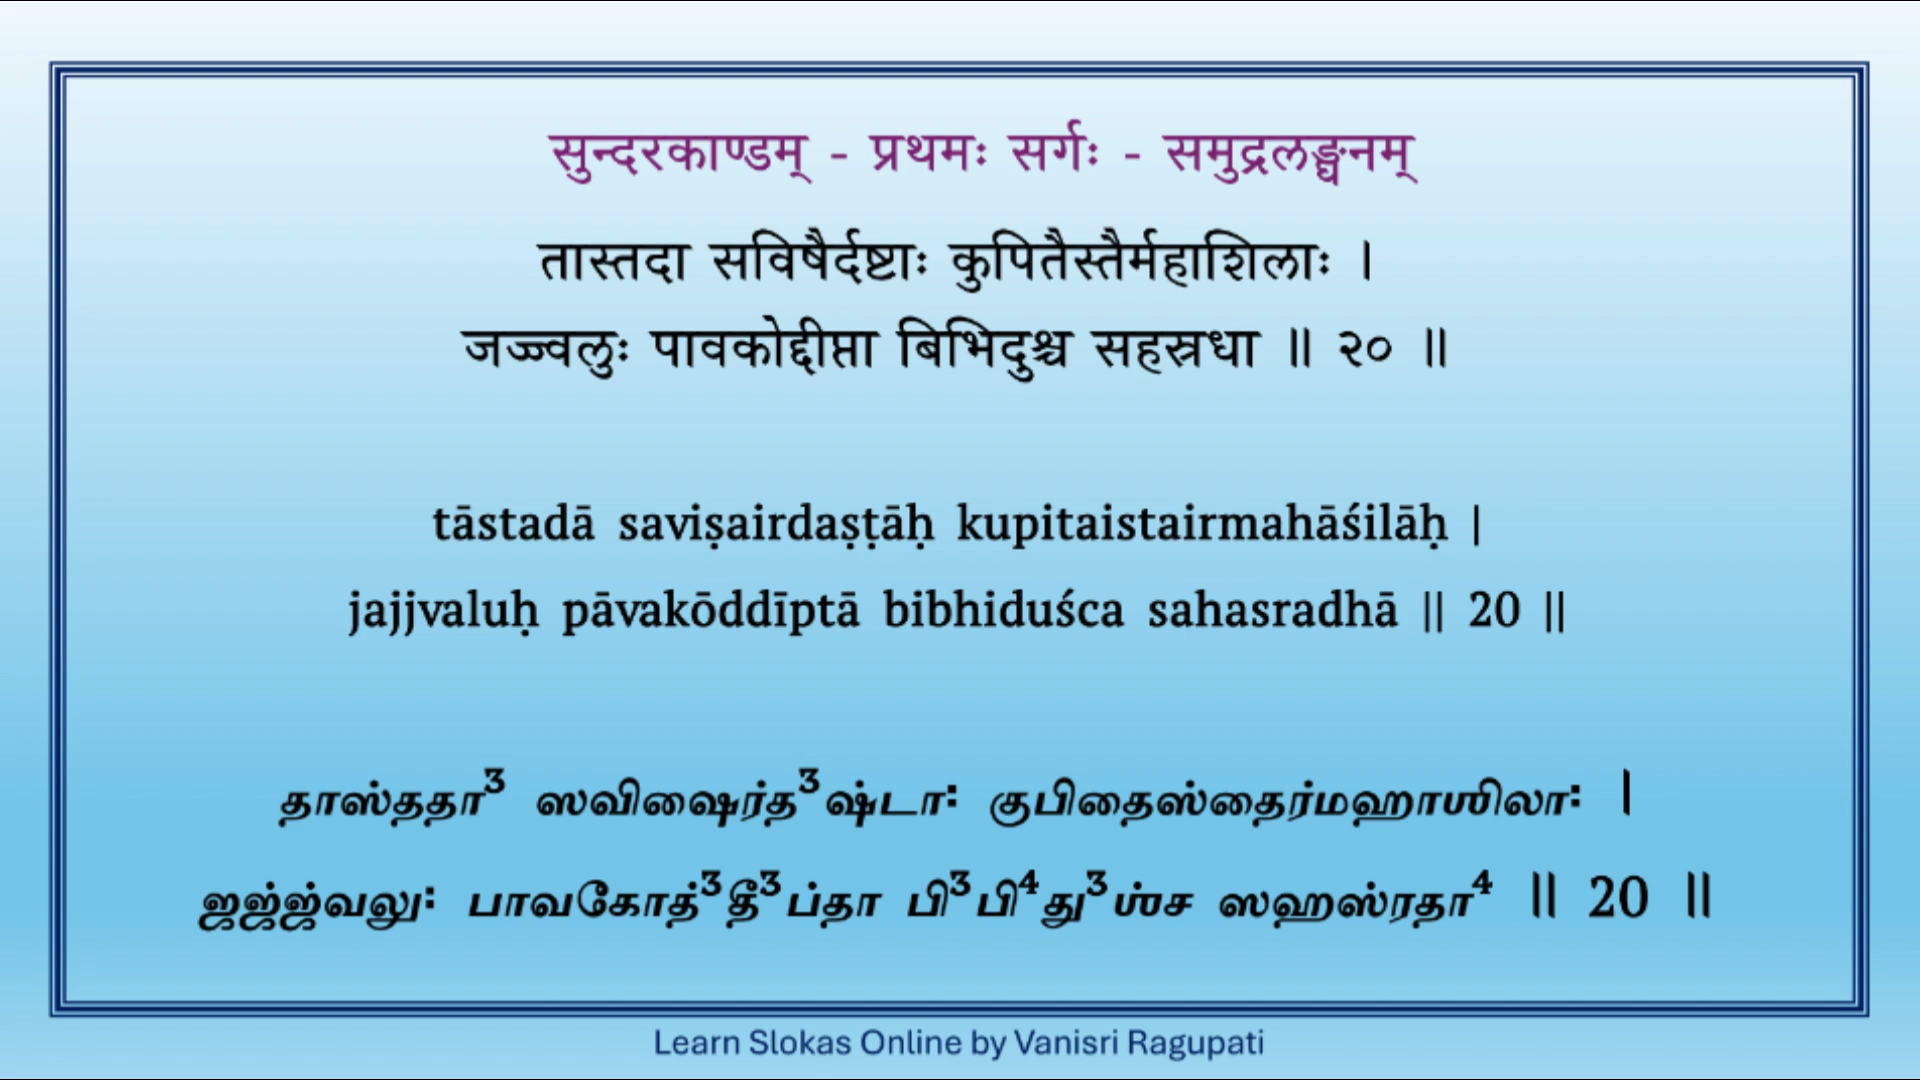 सुन्दरकाण्डम् - प्रथमः सर्गः - समुद्रलङ्घनम्
तास्तदा सविषैर्दष्टाः कुपितैस्तैर्महाशिलाः ।
जज्ज्वलुः पावकोद्दीप्ता बिभिदुश्च सहस्रधा ॥ २० ॥
tāstadā saviṣairdaṣṭāḥ kupitaistairmahāśilāḥ |
jajjvaluḥ pāvakōddīptā bibhiduśca sahasradhā || 20 ||
தாஸ்ததா³ ஸவிஷைர்த³ஷ்டா: குபிதைஸ்தைர்மஹாஶிலா: |
ஜஜ்ஜ்வலு: பாவகோத்³தீ³ப்தா பி³பி⁴து³ஶ்ச ஸஹஸ்ரதா⁴ || 20 ||
Learn Slokas Online by Vanisri Ragupati